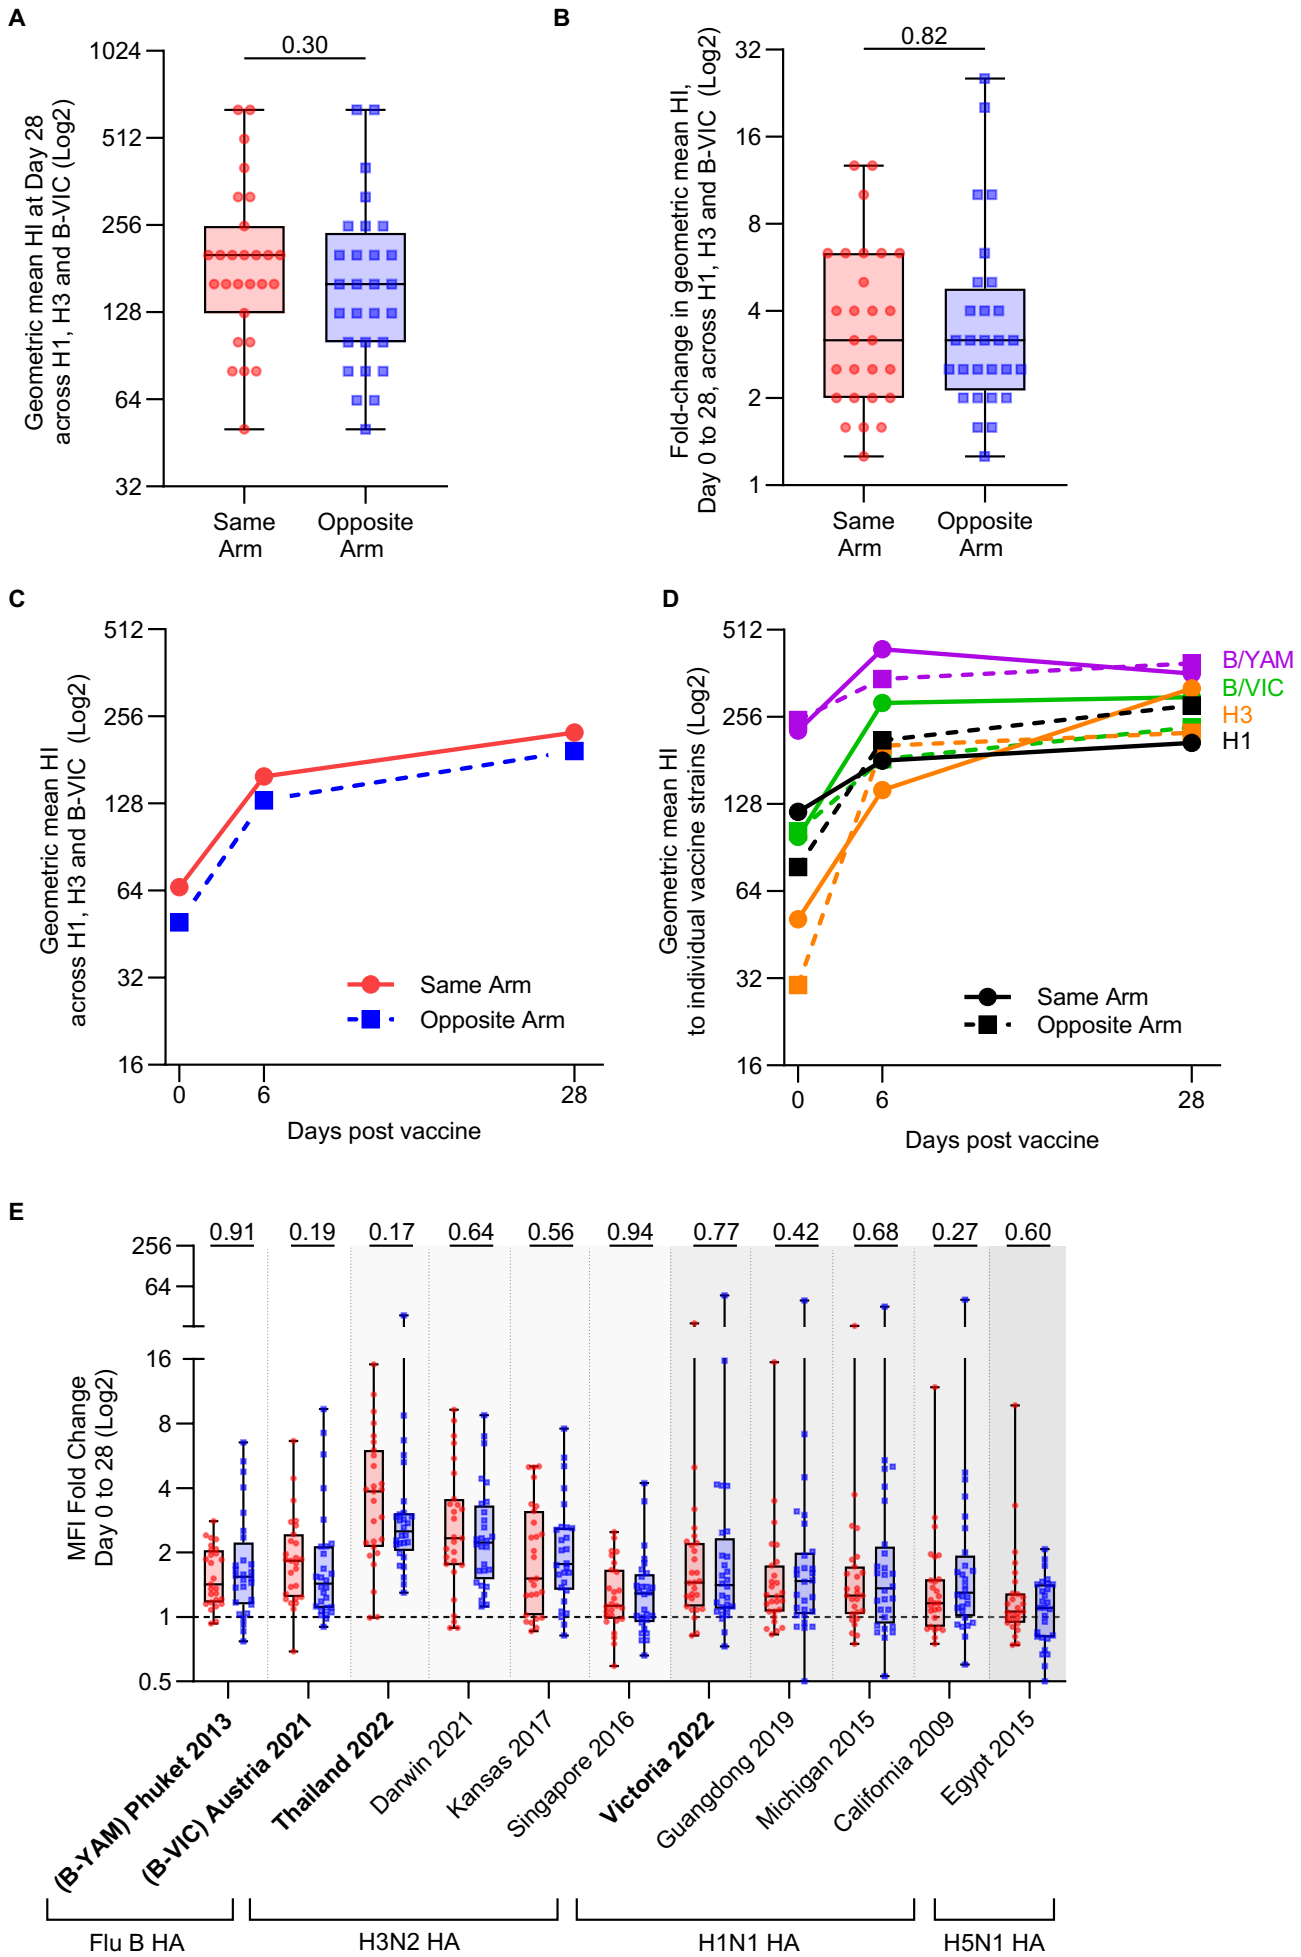 A
Geometric mean HI at Day 28
across H1, H3 and B-VIC (Log2)
1024
512
256
128
64
32
0.30
Same
Arm
Opposite
Arm
B
Fold-change in geometric mean HI,
Day 0 to 28, across H1, H3 and B-VIC (Log2)
32
16
8
4
2
1
0.82
Same
Arm
Opposite
Arm
C
Geometric mean HI
across H1, H3 and B-VIC (Log2)
512
256
128
64
32
16
Same Arm
Opposite Arm
0
6
28
Days post vaccine
D
Geometric mean HI
to individual vaccine strains (Log2)
512
256
128
64
32
16
B/YAM
B/VIC
H3
H1
Same Arm
Opposite Arm
0
6
28
Days post vaccine
E
MFI Fold Change
Day 0 to 28 (Log2)
256
64
16
8
4
2
1
0.5
0.91
0.19
0.17
0.64
0.56
0.94
0.77
0.42
0.68
0.27
0.60
(B-YAM) Phuket 2013
(B-VIC) Austria 2021
Thailand 2022
Darwin 2021
Kansas 2017
Singapore 2016
Victoria 2022
Guangdong 2019
Michigan 2015
California 2009
Egypt 2015
Flu B HA
H3N2 HA
H1N1 HA
H5N1 HA